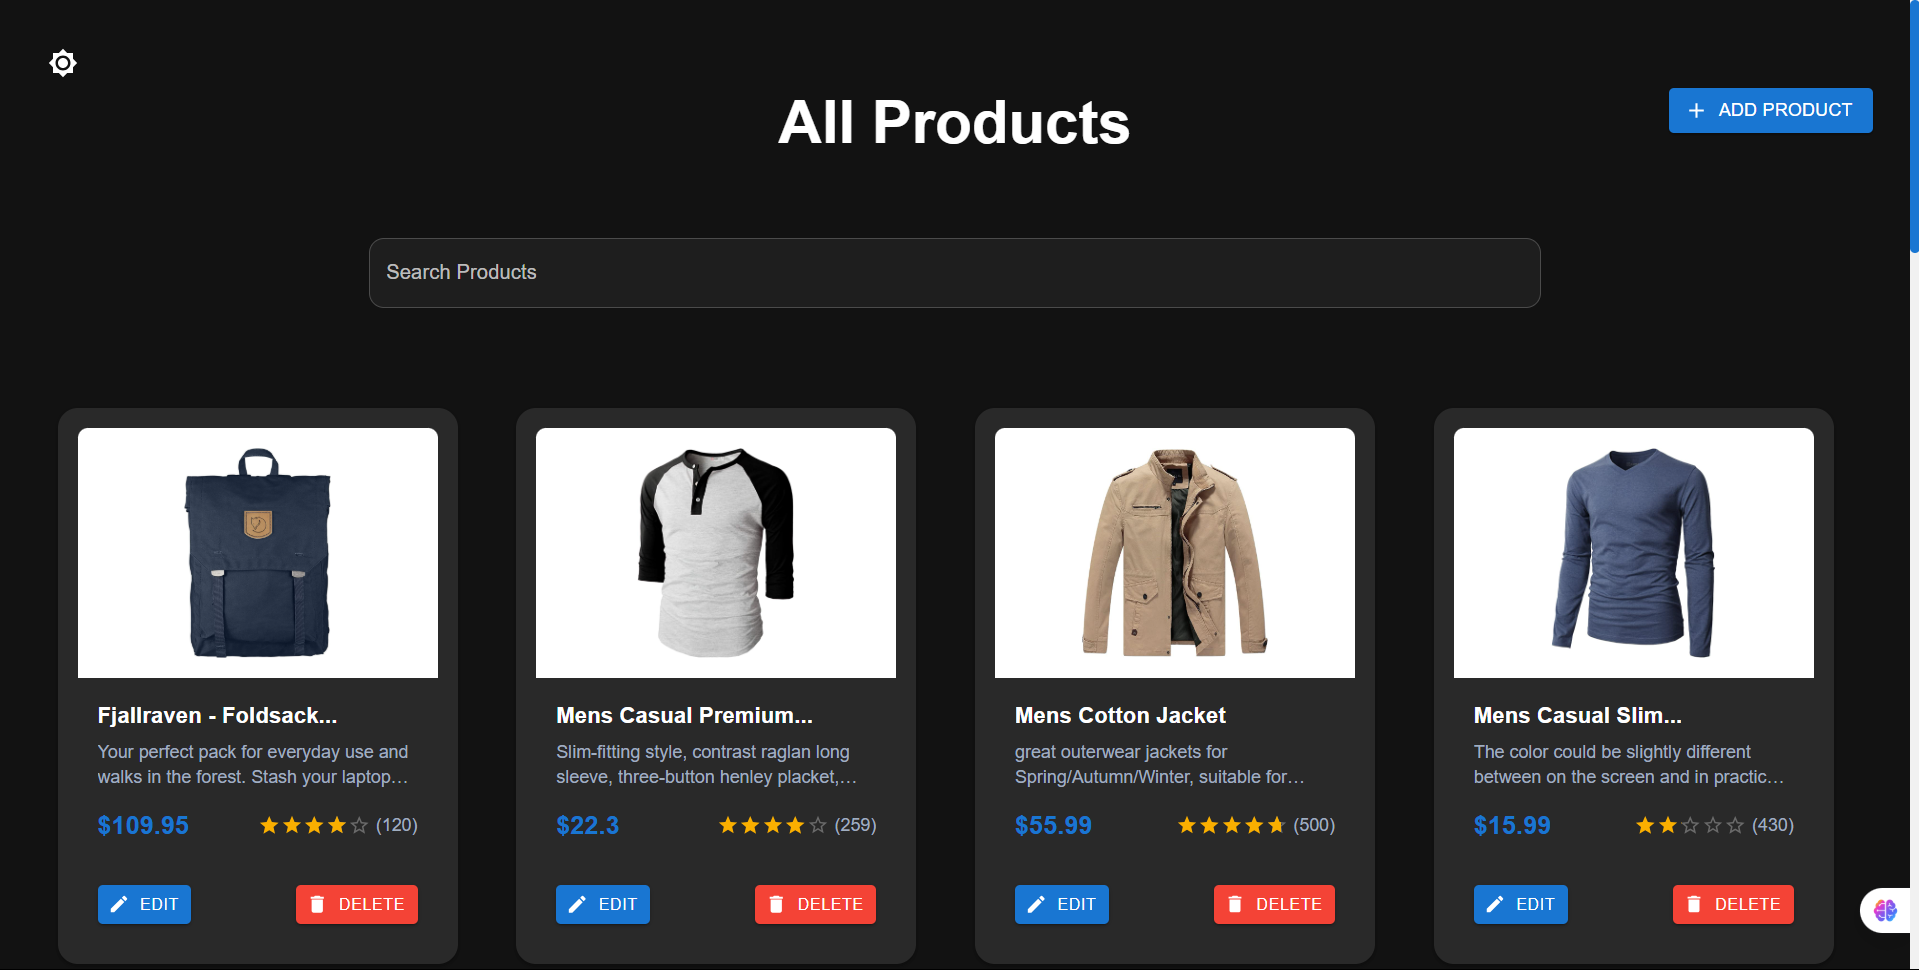 All Products
ADD PRODUCT
Search Products
Fjallraven - Foldsack...
Your perfect pack for everyday use and
walks in the forest. Stash your laptop…
$109.95
(120)
EDIT
DELETE
Mens Casual Premium...
Slim-fitting style, contrast raglan long
sleeve, three-button henley placket,…
$22.3
(259)
EDIT
DELETE
Mens Cotton Jacket
great outerwear jackets for
Spring/Autumn/Winter, suitable for…
$55.99
(500)
EDIT
DELETE
Mens Casual Slim...
The color could be slightly different
between on the screen and in practic…
$15.99
(430)
EDIT
DELETE